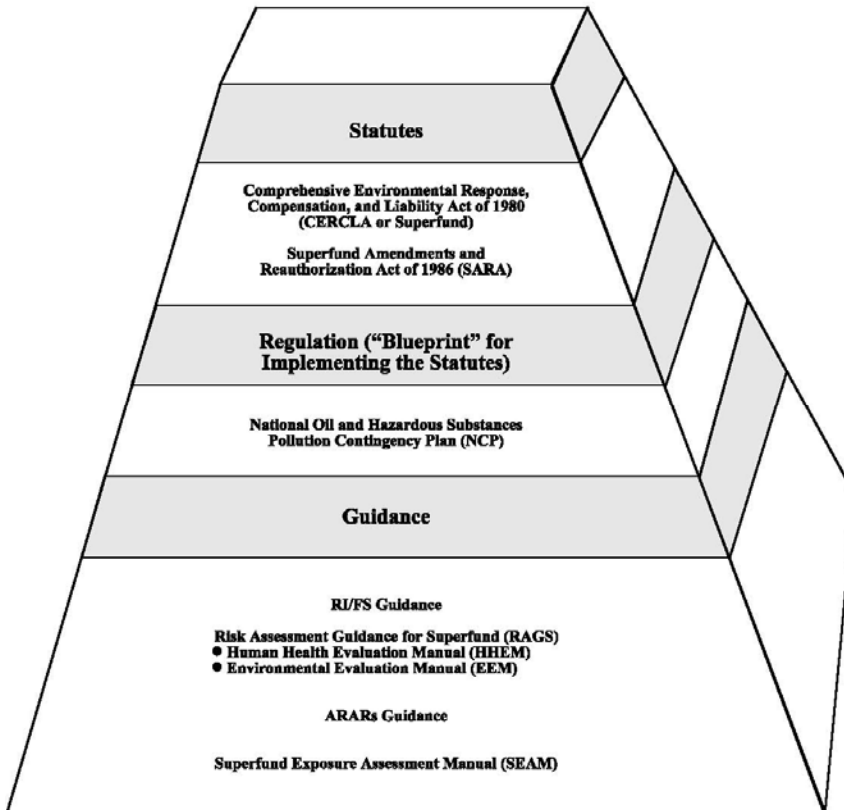 Statutes
Comprehensive Environmental Response,
Compensation, and Liability Act of 1980
(CERCLA or Superfund)
Superfund Amendments and
Reauthorization Act of 1986 (SARA)
Regulation (“Blueprint” for
Implementing the Statutes)
National Oil and Hazardous Substances
Pollution Contingency Plan (NCP)
Guidance
RI/FS Guidance
Risk Assessment Guidance for Superfund (RAGS)
● Human Health Evaluation Manual (HHEM)
● Environmental Evaluation Manual (EEM)
ARARs Guidance
Superfund Exposure Assessment Manual (SEAM)